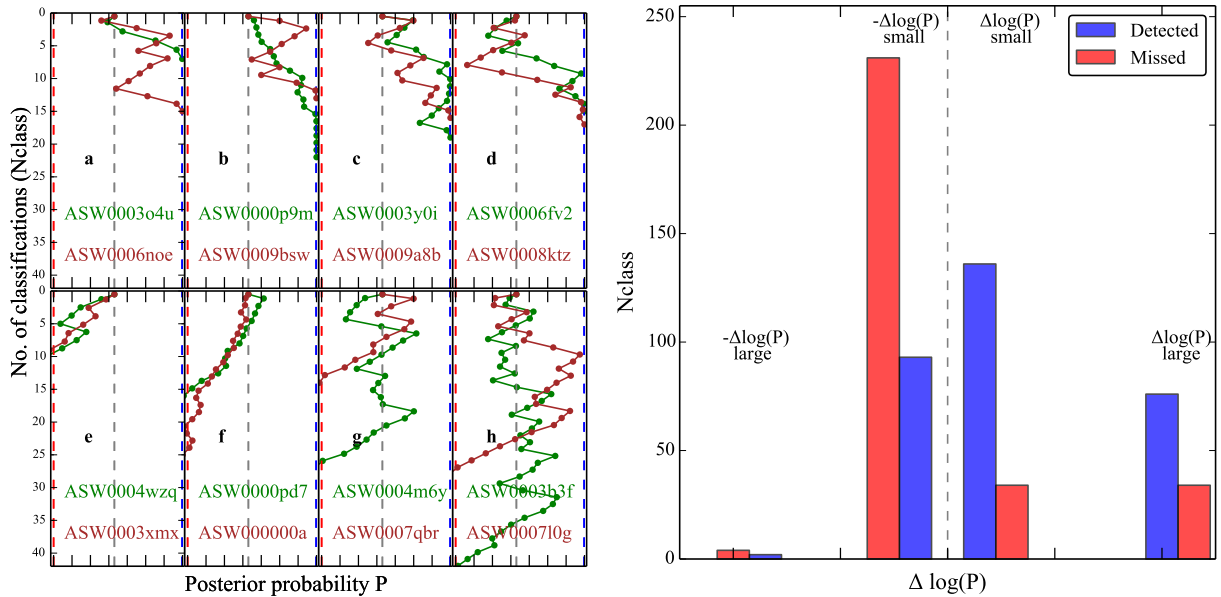 No. of classifications (Nclass)
0
5
10
15
20
25
30
35
40
a
b
c
d
ASW0003o4u
ASW0000p9m
ASW0003y0i
ASW0006fv2
ASW0006noe
ASW0009bsw
ASW0009a8b
ASW0008ktz
0
5
10
15
20
25
30
35
40
e
f
g
h
ASW0004wzq
ASW0000pd7
ASW0004m6y
ASW0003b3f
ASW0003xmx
ASW000000a
ASW0007qbr
ASW0007l0g
Posterior probability P
Nclass
250
200
150
100
50
0
-Δlog(P)
small
Δlog(P)
small
Detected
Missed
-Δlog(P)
large
Δlog(P)
large
Δ log(P)